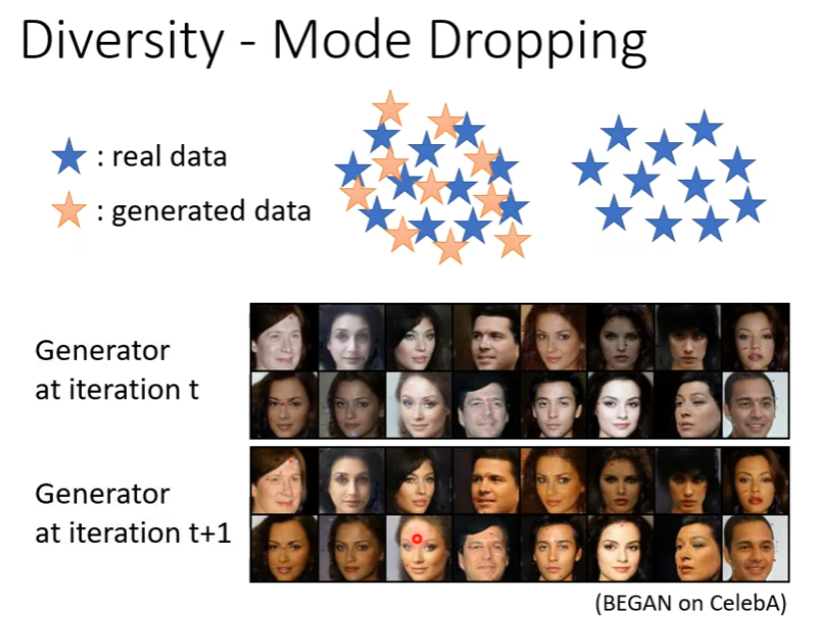 Diversity - Mode Dropping
: real data
: generated data
Generator
at iteration t
Generator
at iteration t+1
(BEGAN on CelebA)